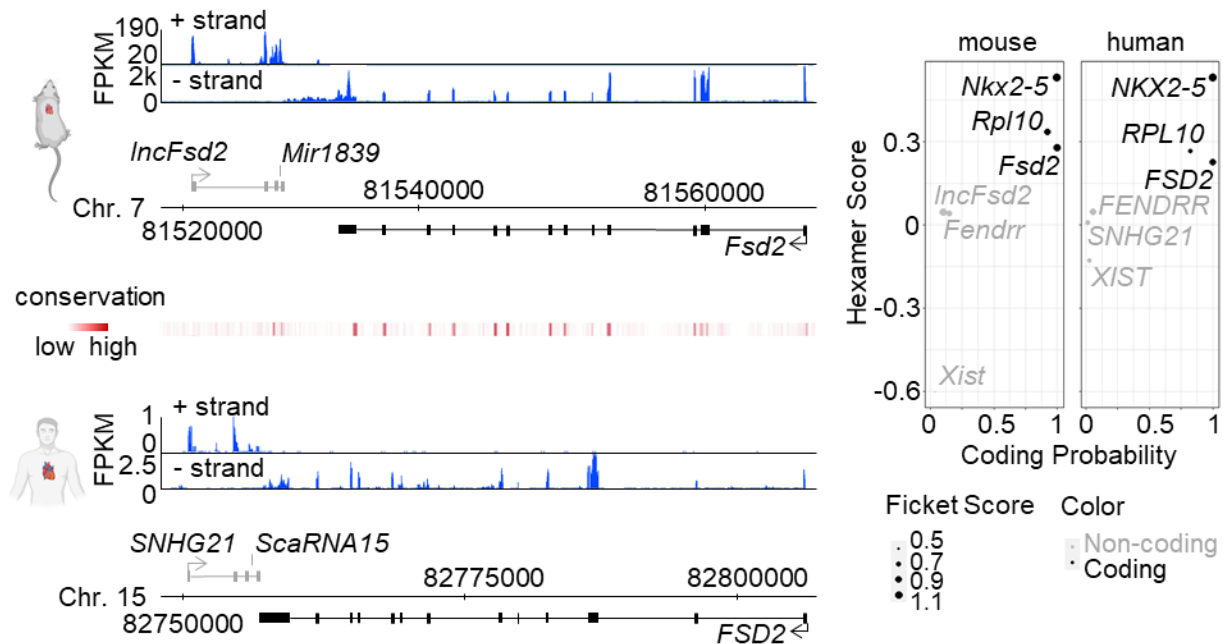 190
+ strand
20
FPKM
2k
- strand
0
lncFsd2
Mir1839
81540000
81560000
Chr. 7
81520000
Fsd2
conservation
low high
1
+ strand
0
FPKM
2.5
- strand
0
SNHG21
ScaRNA15
82775000
82800000
Chr. 15
82750000
FSD2
mouse
human
Hexamer Score
0.3
0
-0.3
-0.6
Nkx2-5
Rpl10
Fsd2
lncFsd2
Fendrr
Xist
NKX2-5
RPL10
FSD2
FENDRR
SNHG21
XIST
0
0.5
1
0
0.5
1
Coding Probability
Ficket Score
0.5
0.7
0.9
1.1
Color
Non-coding
Coding